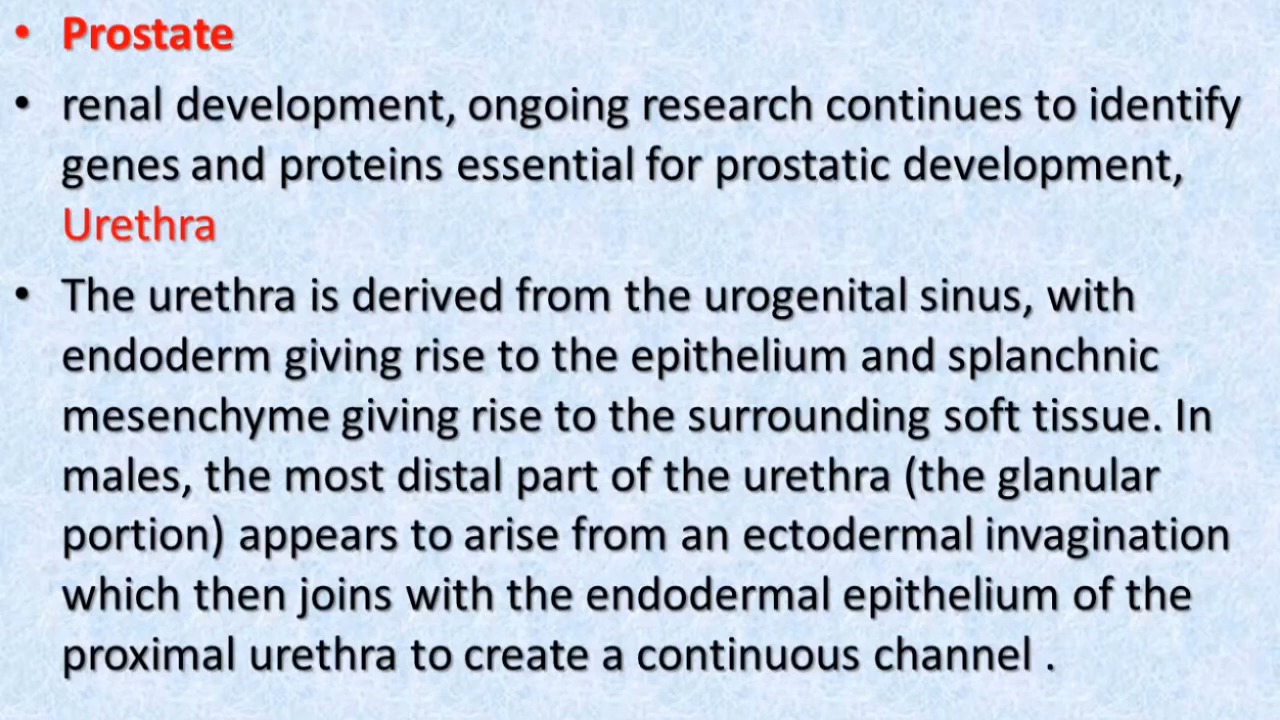 • Prostate
• renal development, ongoing research continues to identify
genes and proteins essential for prostatic development,
Urethra
• The urethra is derived from the urogenital sinus, with
endoderm giving rise to the epithelium and splanchnic
mesenchyme giving rise to the surrounding soft tissue. In
males, the most distal part of the urethra (the glanular
portion) appears to arise from an ectodermal invagination
which then joins with the endodermal epithelium of the
proximal urethra to create a continuous channel .